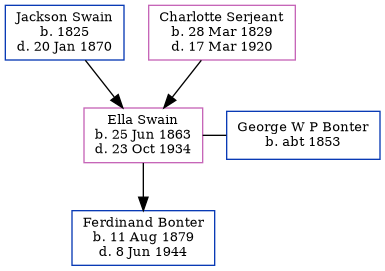 Jackson Swain
b. 1825
d. 20 Jan 1870
Charlotte Serjeant
b. 28 Mar 1829
d. 17 Mar 1920
Ella Swain
b. 25 Jun 1863
d. 23 Oct 1934
George W P Bonter
b. abt 1853
Ferdinand Bonter
b. 11 Aug 1879
d. 8 Jun 1944